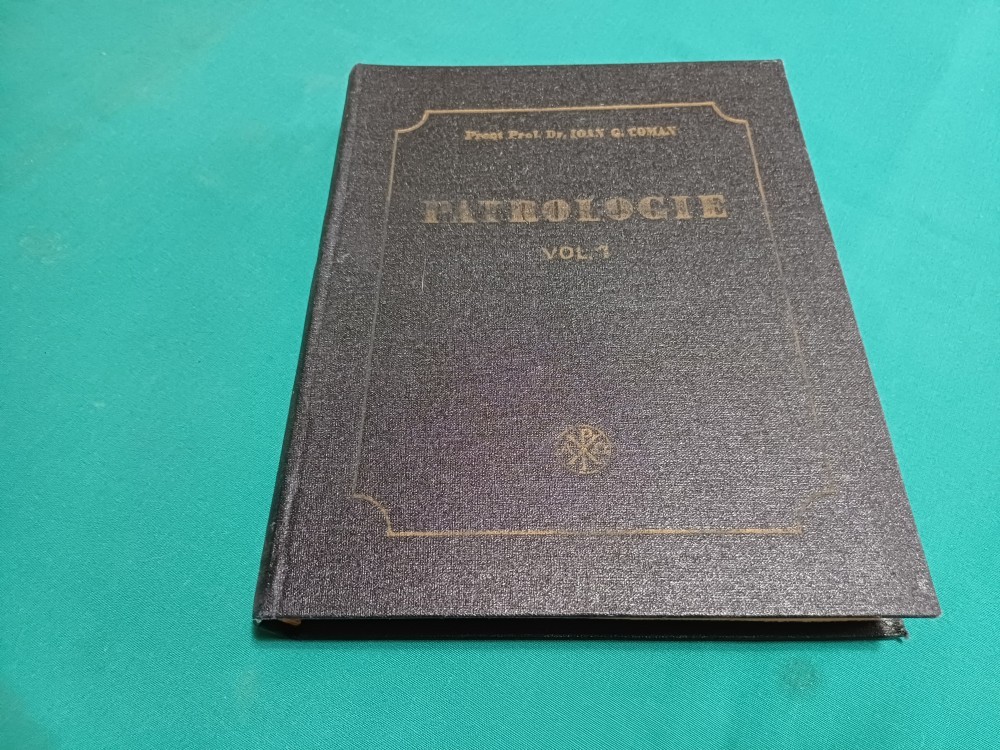 Preot Prof. Dr. IOAN G. COMAN
PATROLOGIE
VOL. 1